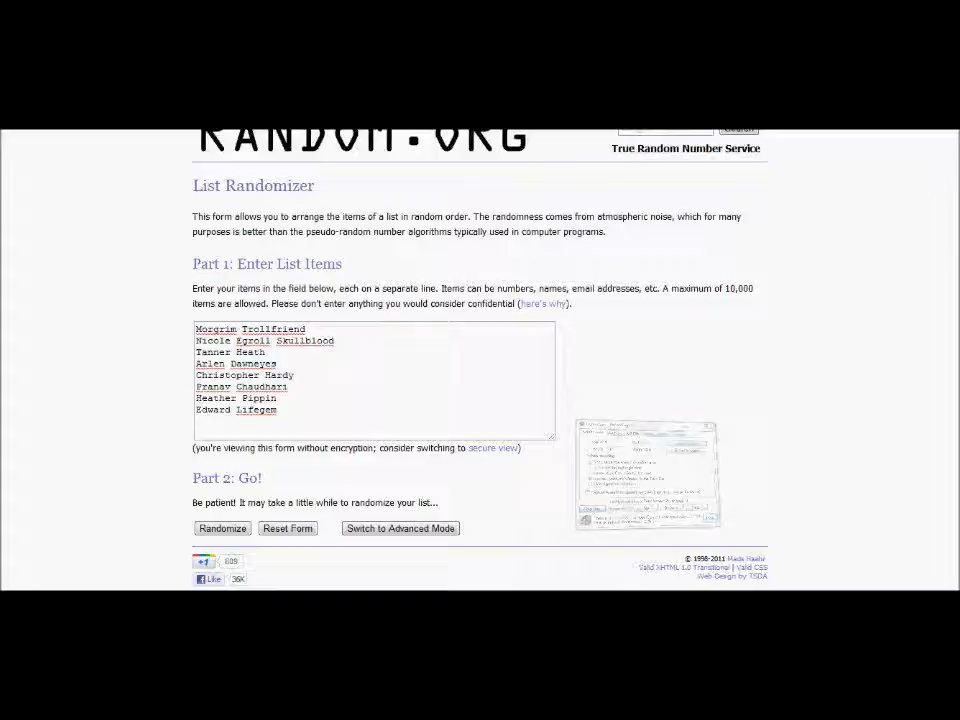 RANDOM.ORG
Search
True Random Number Service
List Randomizer
This form allows you to arrange the items of a list in random order. The randomness comes from atmospheric noise, which for many
purposes is better than the pseudo-random number algorithms typically used in computer programs.
Part 1: Enter List Items
Enter your items in the field below, each on a separate line. Items can be numbers, names, email addresses, etc. A maximum of 10,000
items are allowed. Please don't enter anything you would consider confidential (here's why).
Morgrim Trollfriend
Nicole Egroll Skullblood
Tanner Heath
Arlen Dawneyes
Christopher Hardy
Pranav Chaudhari
Heather Pippin
Edward Lifegem
(you're viewing this form without encryption; consider switching to secure view)
Part 2: Go!
Be patient! It may take a little while to randomize your list...
Randomize Reset Form Switch to Advanced Mode
+1 809
Like 36K
© 1998-2011 Mads Haahr
Valid XHTML 1.0 Transitional | Valid CSS
Web Design by TSDA